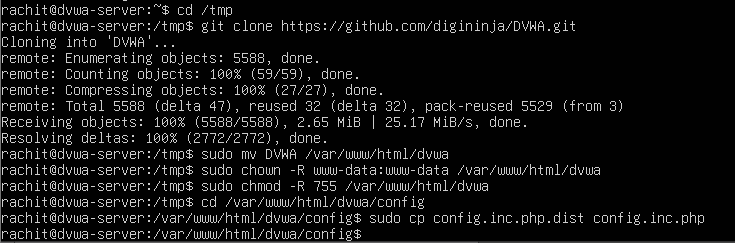 rachit@dvwa-server:~$ cd /tmp
rachit@dvwa-server:/tmp$ git clone https://github.com/digininja/DVWA.git
Cloning into 'DVWA'...
remote: Enumerating objects: 5588, done.
remote: Counting objects: 100% (59/59), done.
remote: Compressing objects: 100% (27/27), done.
remote: Total 5588 (delta 47), reused 32 (delta 32), pack-reused 5529 (from 3)
Receiving objects: 100% (5588/5588), 2.65 MiB | 25.17 MiB/s, done.
Resolving deltas: 100% (2772/2772), done.
rachit@dvwa-server:/tmp$ sudo mv DVWA /var/www/html/dvwa
rachit@dvwa-server:/tmp$ sudo chown -R www-data:www-data /var/www/html/dvwa
rachit@dvwa-server:/tmp$ sudo chmod -R 755 /var/www/html/dvwa
rachit@dvwa-server:/tmp$ cd /var/www/html/dvwa/config
rachit@dvwa-server:/var/www/html/dvwa/config$ sudo cp config.inc.php.dist config.inc.php
rachit@dvwa-server:/var/www/html/dvwa/config$